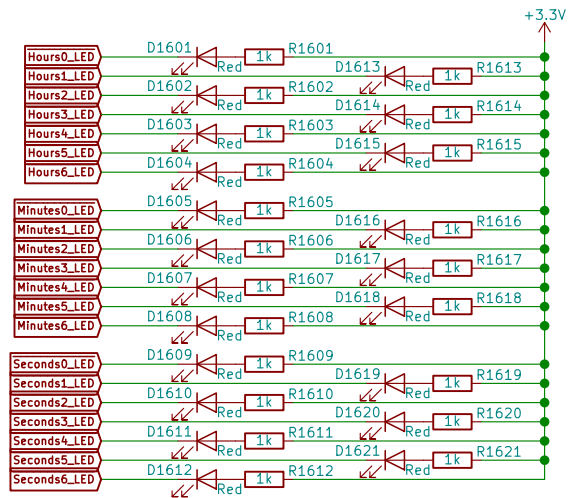 +3.3V
Hours0_LED D1601 Red 1k R1601
Hours1_LED D1613 Red 1k R1613
Hours2_LED D1602 Red 1k R1602
Hours3_LED D1614 Red 1k R1614
Hours4_LED D1603 Red 1k R1603
Hours5_LED D1615 Red 1k R1615
Hours6_LED D1604 Red 1k R1604
Minutes0_LED D1605 Red 1k R1605
Minutes1_LED D1616 Red 1k R1616
Minutes2_LED D1606 Red 1k R1606
Minutes3_LED D1617 Red 1k R1617
Minutes4_LED D1607 Red 1k R1607
Minutes5_LED D1618 Red 1k R1618
Minutes6_LED D1608 Red 1k R1608
Seconds0_LED D1609 Red 1k R1609
Seconds1_LED D1619 Red 1k R1619
Seconds2_LED D1610 Red 1k R1610
Seconds3_LED D1620 Red 1k R1620
Seconds4_LED D1611 Red 1k R1611
Seconds5_LED D1621 Red 1k R1621
Seconds6_LED D1612 Red 1k R1612